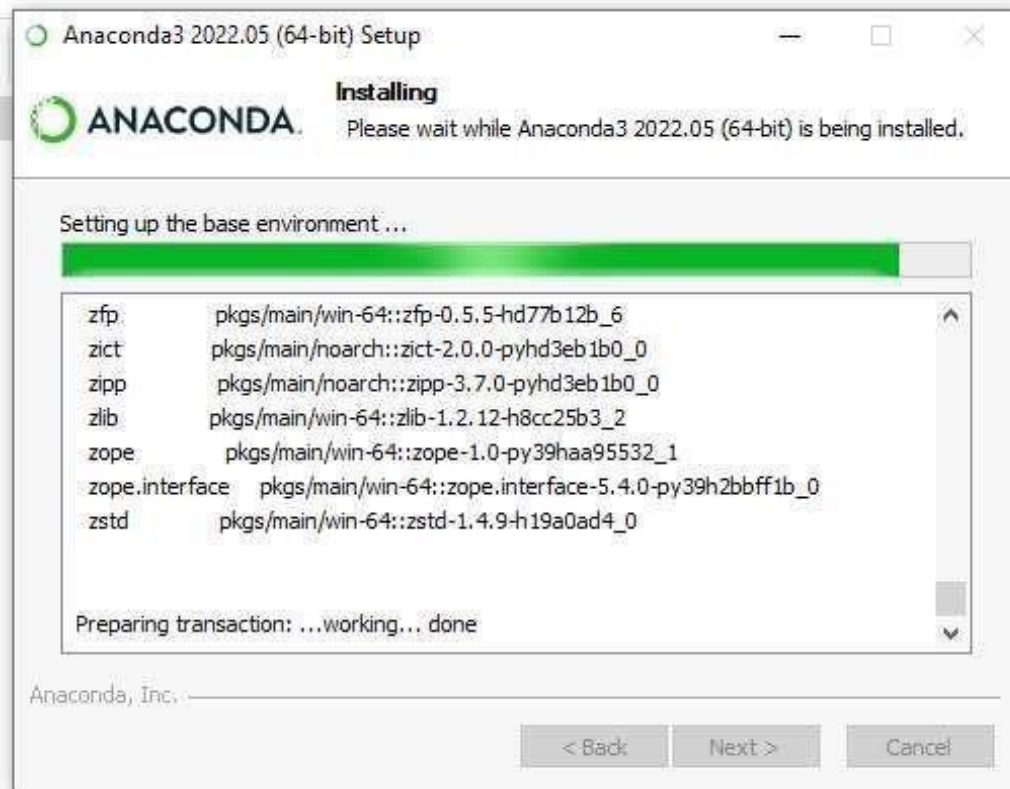 Anaconda3 2022.05 (64-bit) Setup
ANACONDA.
Installing
Please wait while Anaconda3 2022.05 (64-bit) is being installed.
Setting up the base environment ...
zfp pkgs/main/win-64::zfp-0.5.5-hd77b12b_6
zict pkgs/main/noarch::zict-2.0.0-pyhd3eb1b0_0
zipp pkgs/main/noarch::zipp-3.7.0-pyhd3eb1b0_0
zlib pkgs/main/win-64::zlib-1.2.12-h8cc25b3_2
zope pkgs/main/win-64::zope-1.0-py39haa95532_1
zope.interface pkgs/main/win-64::zope.interface-5.4.0-py39h2bbff1b_0
zstd pkgs/main/win-64::zstd-1.4.9-h19a0ad4_0
Preparing transaction: ...working... done
Anaconda, Inc.
< Back Next > Cancel